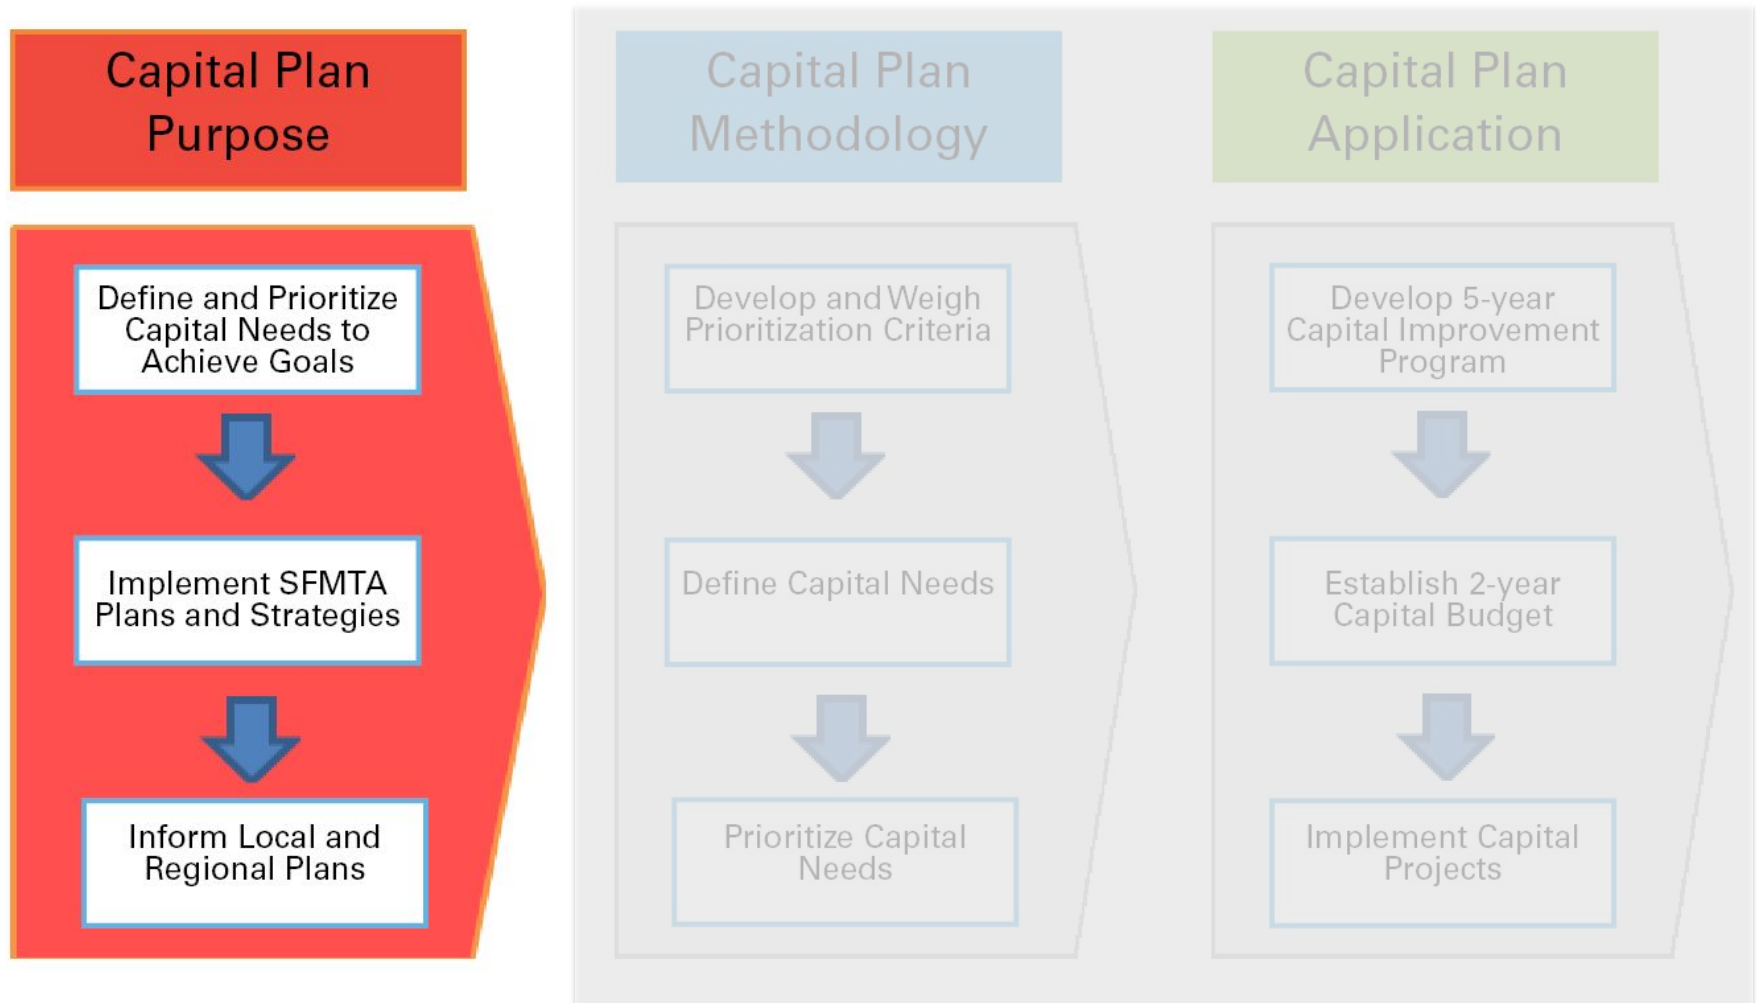 Capital Plan
Purpose
Define and Prioritize
Capital Needs to
Achieve Goals
Implement SFMTA
Plans and Strategies
Inform Local and
Regional Plans
Capital Plan
Methodology
Develop and Weigh
Prioritization Criteria
Define Capital Needs
Prioritize Capital
Needs
Capital Plan
Application
Develop 5-year
Capital Improvement
Program
Establish 2-year
Capital Budget
Implement Capital
Projects